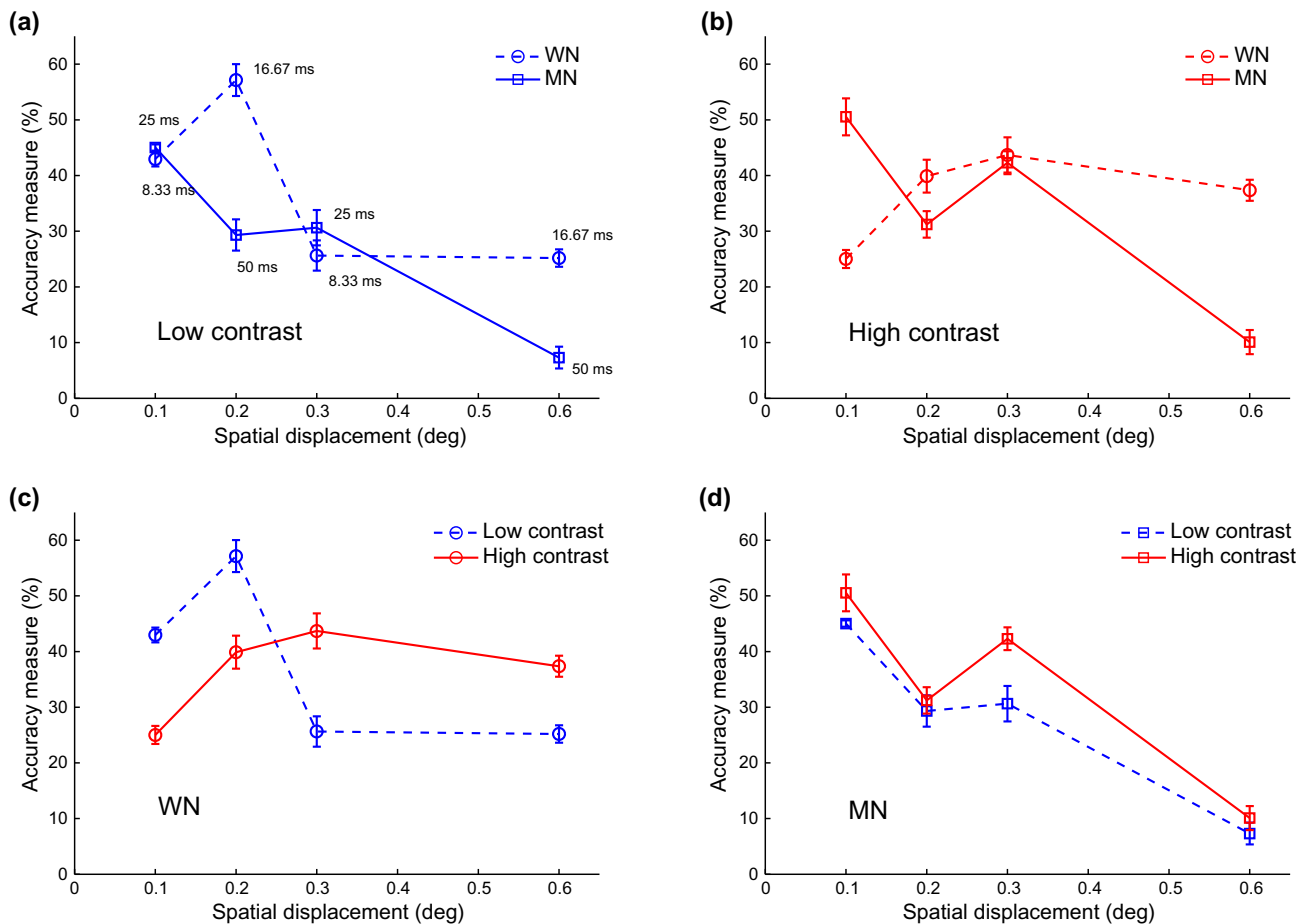 (a)
WN
MN
16.67 ms
25 ms
8.33 ms
50 ms
25 ms
8.33 ms
16.67 ms
50 ms
Low contrast
Accuracy measure (%)
0
10
20
30
40
50
60
0
0.1
0.2
0.3
0.4
0.5
0.6
Spatial displacement (deg)
(b)
WN
MN
High contrast
Accuracy measure (%)
0
10
20
30
40
50
60
0
0.1
0.2
0.3
0.4
0.5
0.6
Spatial displacement (deg)
(c)
Low contrast
High contrast
WN
Accuracy measure (%)
0
10
20
30
40
50
60
0
0.1
0.2
0.3
0.4
0.5
0.6
Spatial displacement (deg)
(d)
Low contrast
High contrast
MN
Accuracy measure (%)
0
10
20
30
40
50
60
0
0.1
0.2
0.3
0.4
0.5
0.6
Spatial displacement (deg)